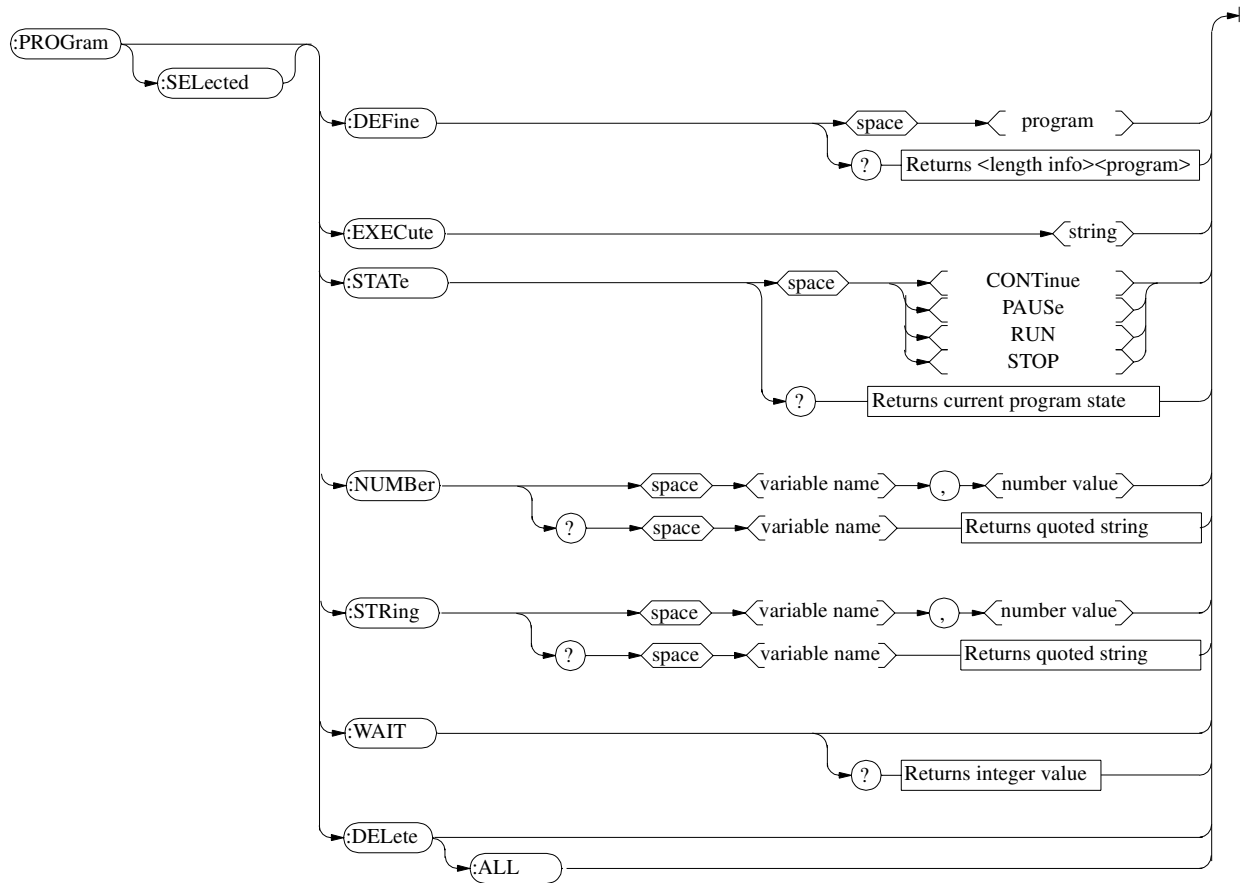 :PROGram
:SELected
:DEFine space program
? Returns <length info><program>
:EXECute string
:STATe space CONTinue
PAUSe
RUN
STOP
? Returns current program state
:NUMBer space variable name , number value
? space variable name Returns quoted string
:STRing space variable name , number value
? space variable name Returns quoted string
:WAIT
? Returns integer value
:DELete
:ALL